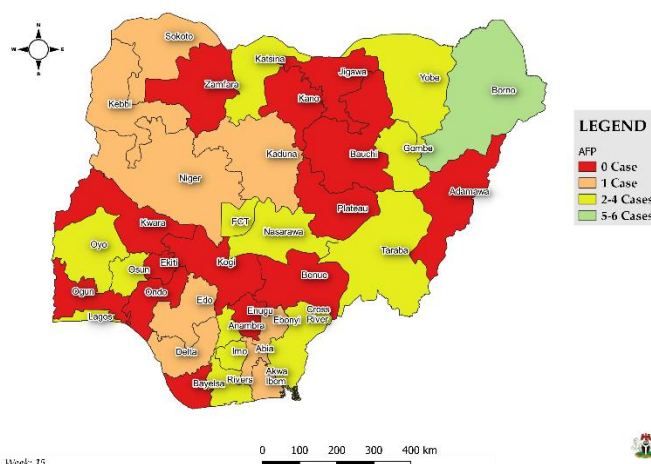 N
W
E
S
Sokoto
Katsina
Jigawa
Yobe
Borno
Zamfara
Kano
Kebbi
Kaduna
Bauchi
Gombe
Niger
Adamawa
Plateau
FCT
Nasarawa
Kwara
Taraba
Oyo
Ekiti
Kogi
Osun
Benue
Ogun
Ondo
Edo
Lagos
Enugu
Cross
River
Anambra
Ebonyi
Delta
Imo
Abia
Bayelsa
Rivers
Akwa
Ibom
LEGEND
AFP
0 Case
1 Case
2-4 Cases
5-6 Cases
Week: 15
0 100 200 300 400 km